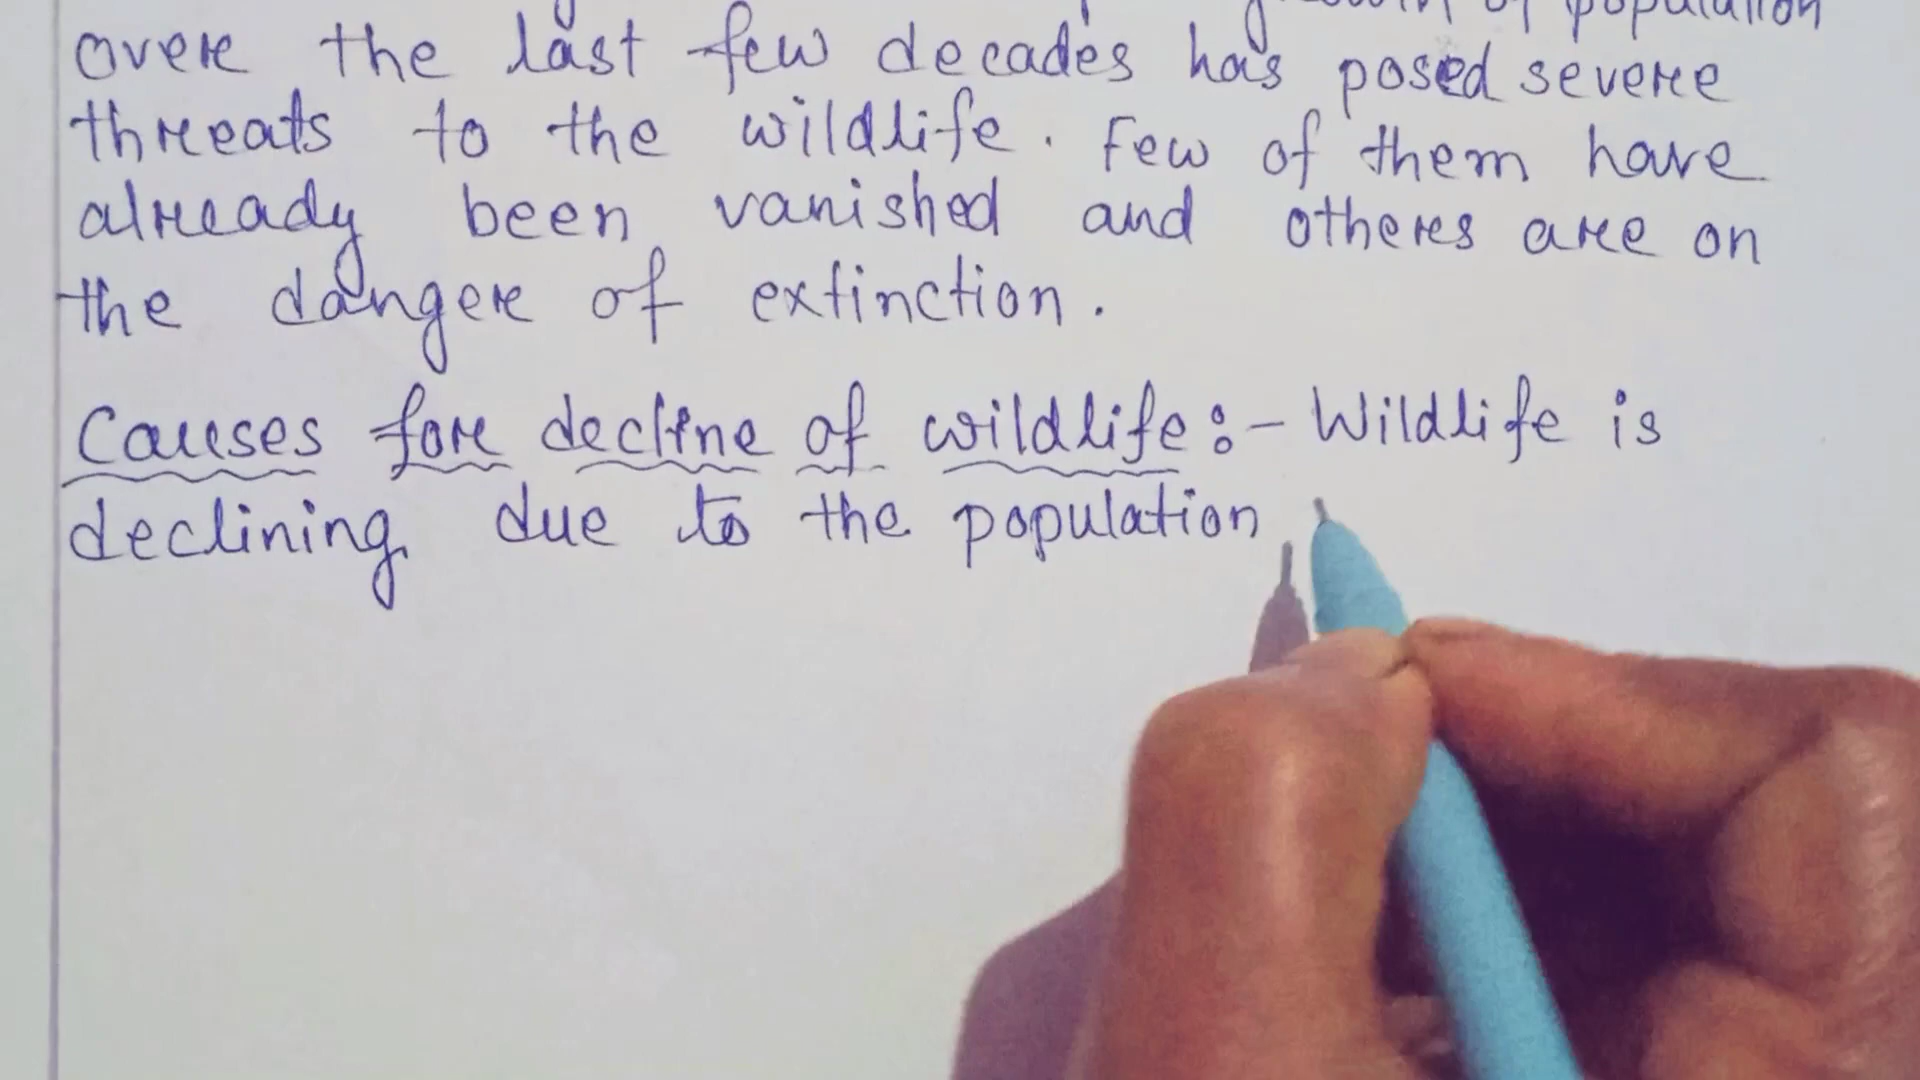 of population
over the last few decades has posed severe
threats to the wildlife. Few of them have
already been vanished and others are on
the danger of extinction.
Causes for decline of wildlife:- Wildlife is
declining due to the population